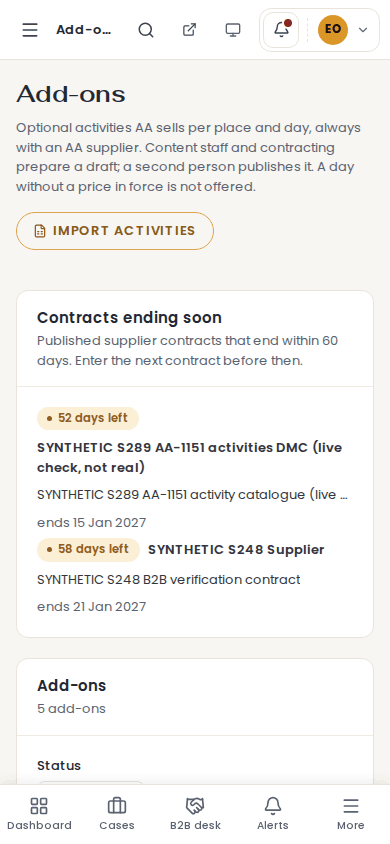 Add-o...
EO
Add-ons
Optional activities AA sells per place and day, always
with an AA supplier. Content staff and contracting
prepare a draft; a second person publishes it. A day
without a price in force is not offered.
IMPORT ACTIVITIES
Contracts ending soon
Published supplier contracts that end within 60
days. Enter the next contract before then.
52 days left
SYNTHETIC S289 AA-1151 activities DMC (live
check, not real)
SYNTHETIC S289 AA-1151 activity catalogue (live ...
ends 15 Jan 2027
58 days left SYNTHETIC S248 Supplier
SYNTHETIC S248 B2B verification contract
ends 21 Jan 2027
Add-ons
5 add-ons
Status
Dashboard Cases B2B desk Alerts More